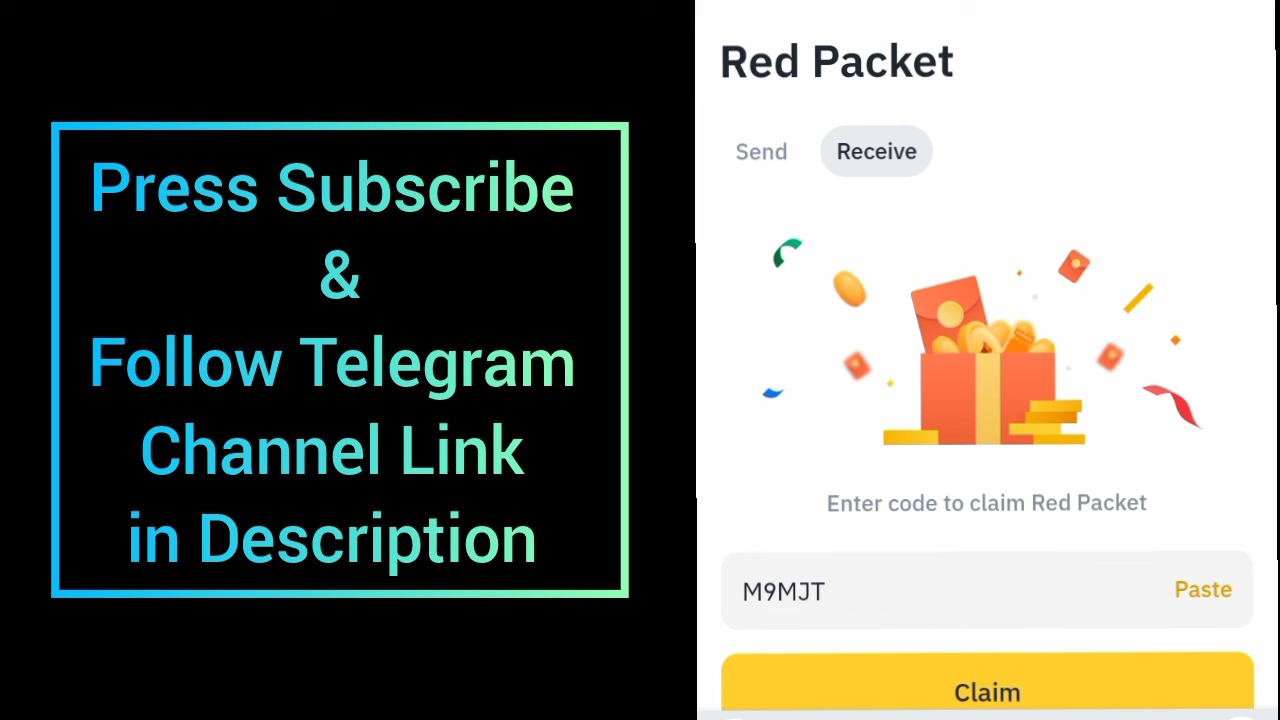 Press Subscribe
&
Follow Telegram
Channel Link
in Description
Red Packet
Send
Receive
Enter code to claim Red Packet
M9MJT
Paste
Claim